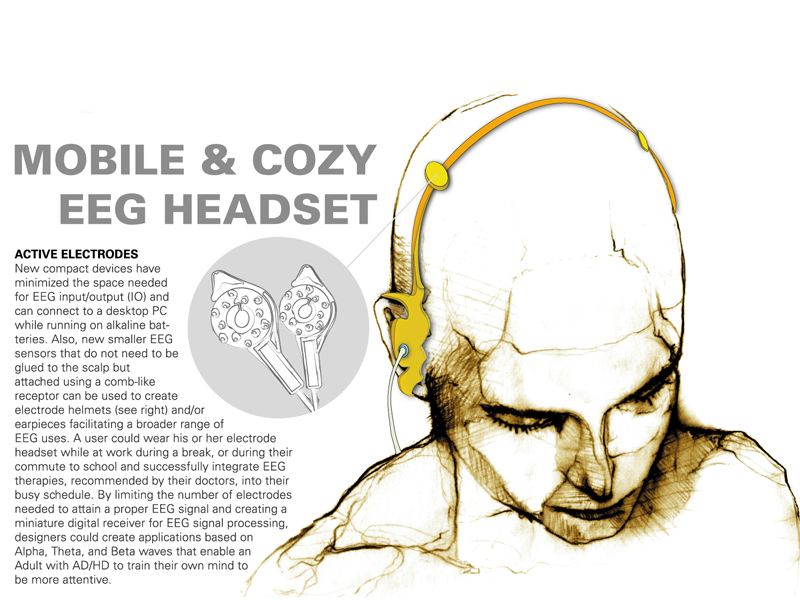 MOBILE & COZY
EEG HEADSET
ACTIVE ELECTRODES
New compact devices have
minimized the space needed
for EEG input/output (IO) and
can connect to a desktop PC
while running on alkaline bat-
teries. Also, new smaller EEG
sensors that do not need to be
glued to the scalp but
attached using a comb-like
receptor can be used to create
electrode helmets (see right) and/or
earpieces facilitating a broader range of
EEG uses. A user could wear his or her electrode
headset while at work during a break, or during their
commute to school and successfully integrate EEG
therapies, recommended by their doctors, into their
busy schedule. By limiting the number of electrodes
needed to attain a proper EEG signal and creating a
miniature digital receiver for EEG signal processing,
designers could create applications based on
Alpha, Theta, and Beta waves that enable an
Adult with AD/HD to train their own mind to
be more attentive.